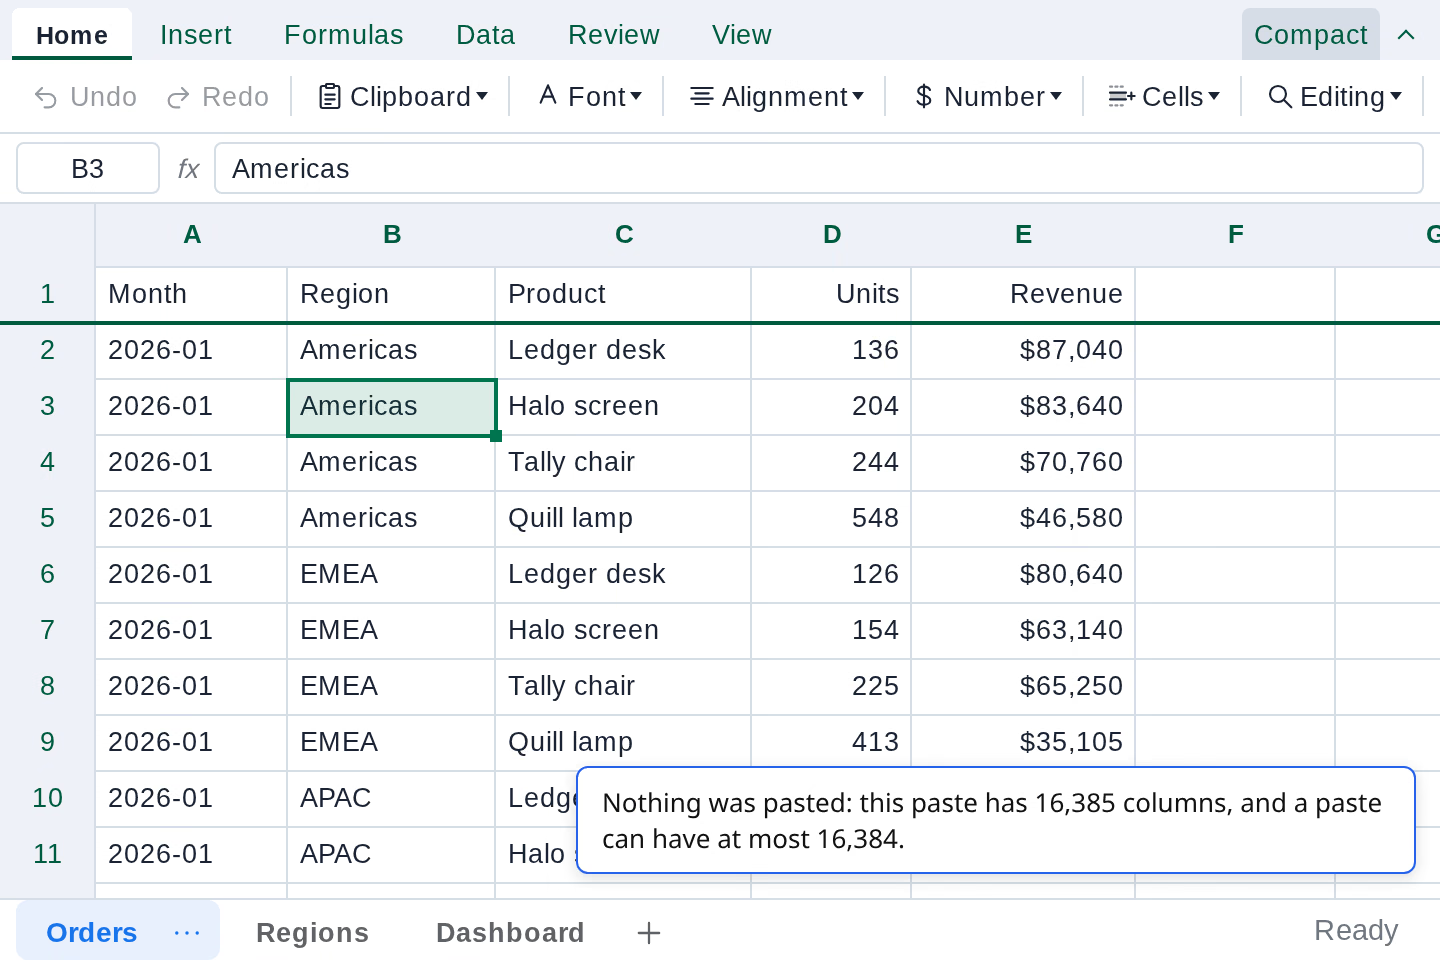 Home Insert Formulas Data Review View Compact
Undo Redo Clipboard Font Alignment Number Cells Editing
B3 fx Americas
A B C D E F G
1 Month Region Product Units Revenue
2 2026-01 Americas Ledger desk 136 $87,040
3 2026-01 Americas Halo screen 204 $83,640
4 2026-01 Americas Tally chair 244 $70,760
5 2026-01 Americas Quill lamp 548 $46,580
6 2026-01 EMEA Ledger desk 126 $80,640
7 2026-01 EMEA Halo screen 154 $63,140
8 2026-01 EMEA Tally chair 225 $65,250
9 2026-01 EMEA Quill lamp 413 $35,105
10 2026-01 APAC
11 2026-01 APAC Halo
Nothing was pasted: this paste has 16,385 columns, and a paste
can have at most 16,384.
Orders ··· Regions Dashboard + Ready